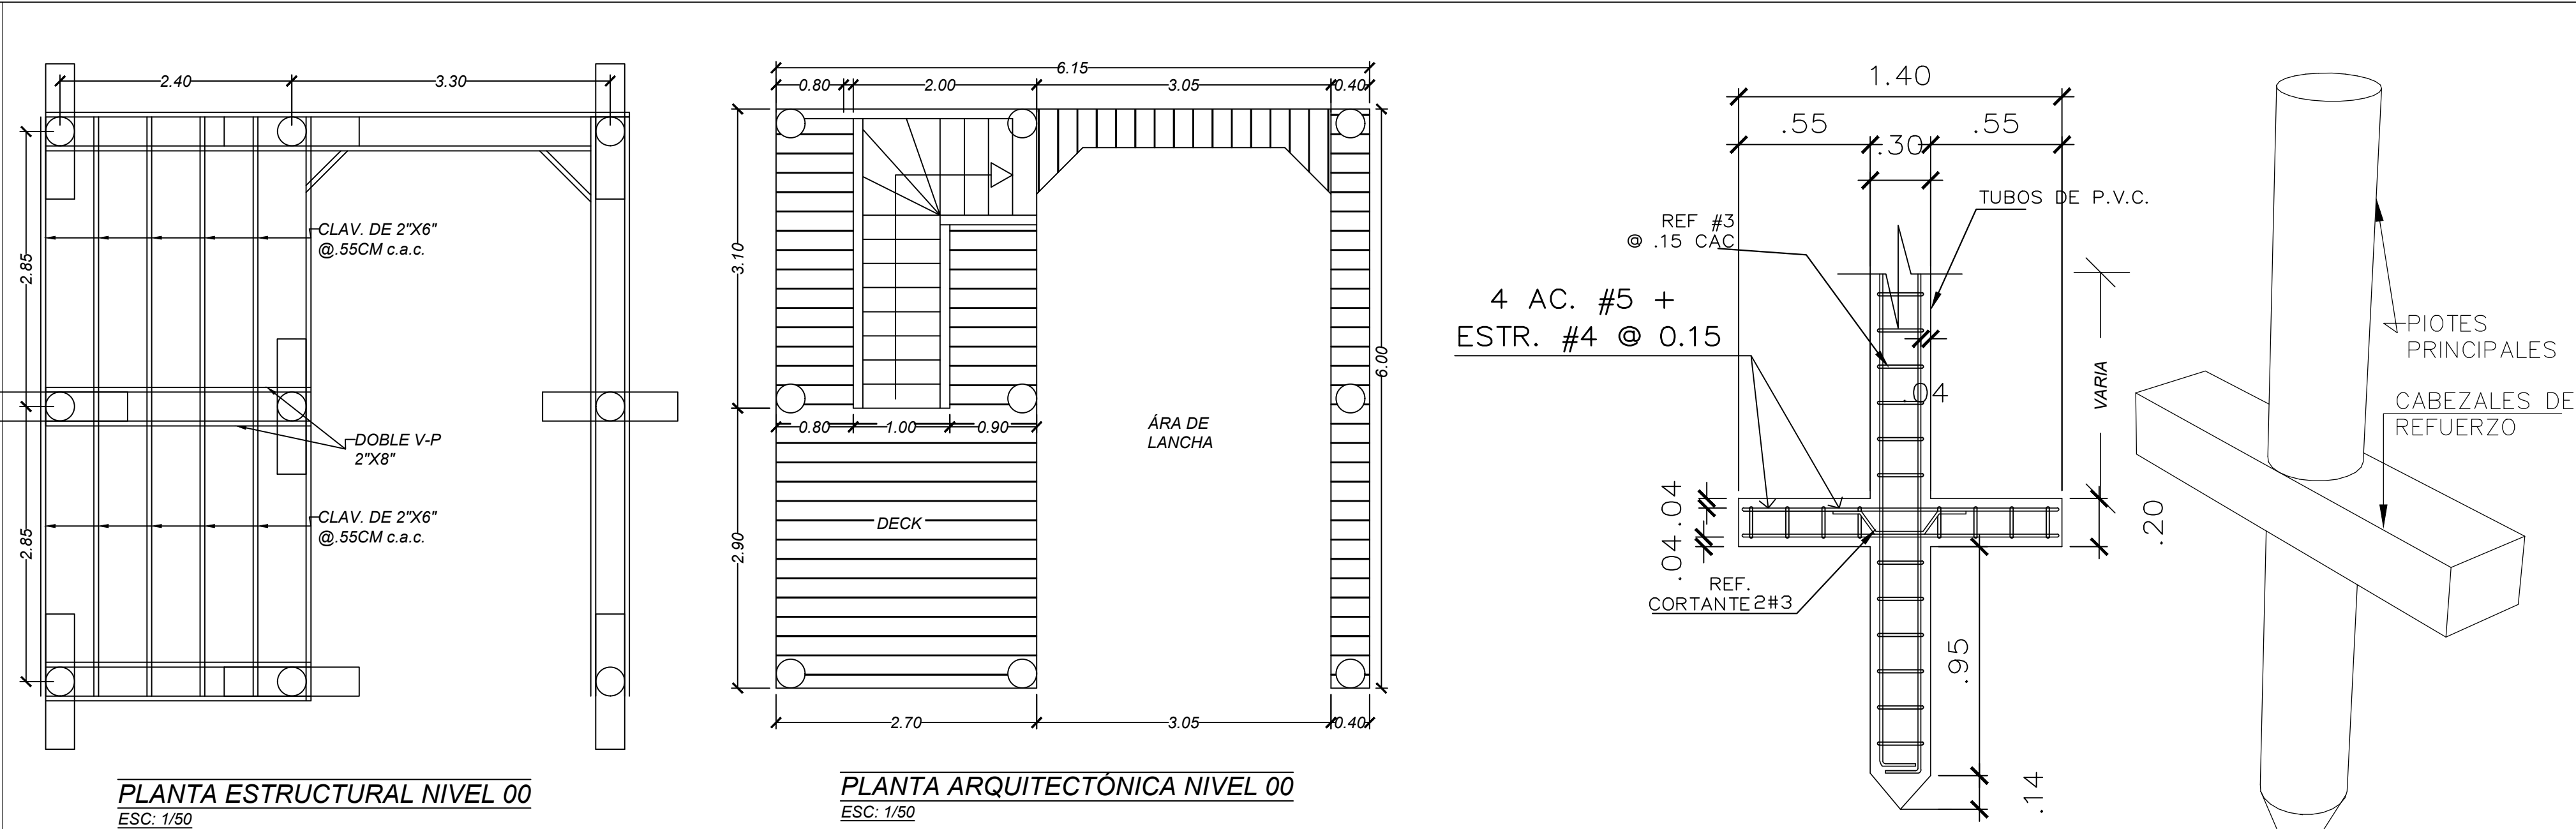 2.40
3.30
2.85
2.85
CLAV. DE 2"X6"
@.55CM c.a.c.
DOBLE V-P
2"X8"
CLAV. DE 2"X6"
@.55CM c.a.c.
PLANTA ESTRUCTURAL NIVEL 00
ESC: 1/50
6.15
0.80
2.00
3.05
0.40
3.10
2.90
6.00
0.80
1.00
0.90
ÁRA DE
LANCHA
DECK
2.70
3.05
0.40
PLANTA ARQUITECTÓNICA NIVEL 00
ESC: 1/50
1.40
.55
.30
.55
TUBOS DE P.V.C.
REF #3
@ .15 CAC
4 AC. #5 +
ESTR. #4 @ 0.15
.04
VARIA
.04
.04
.20
REF.
CORTANTE 2#3
.95
.14
PIOTES
PRINCIPALES
CABEZALES DE
REFUERZO